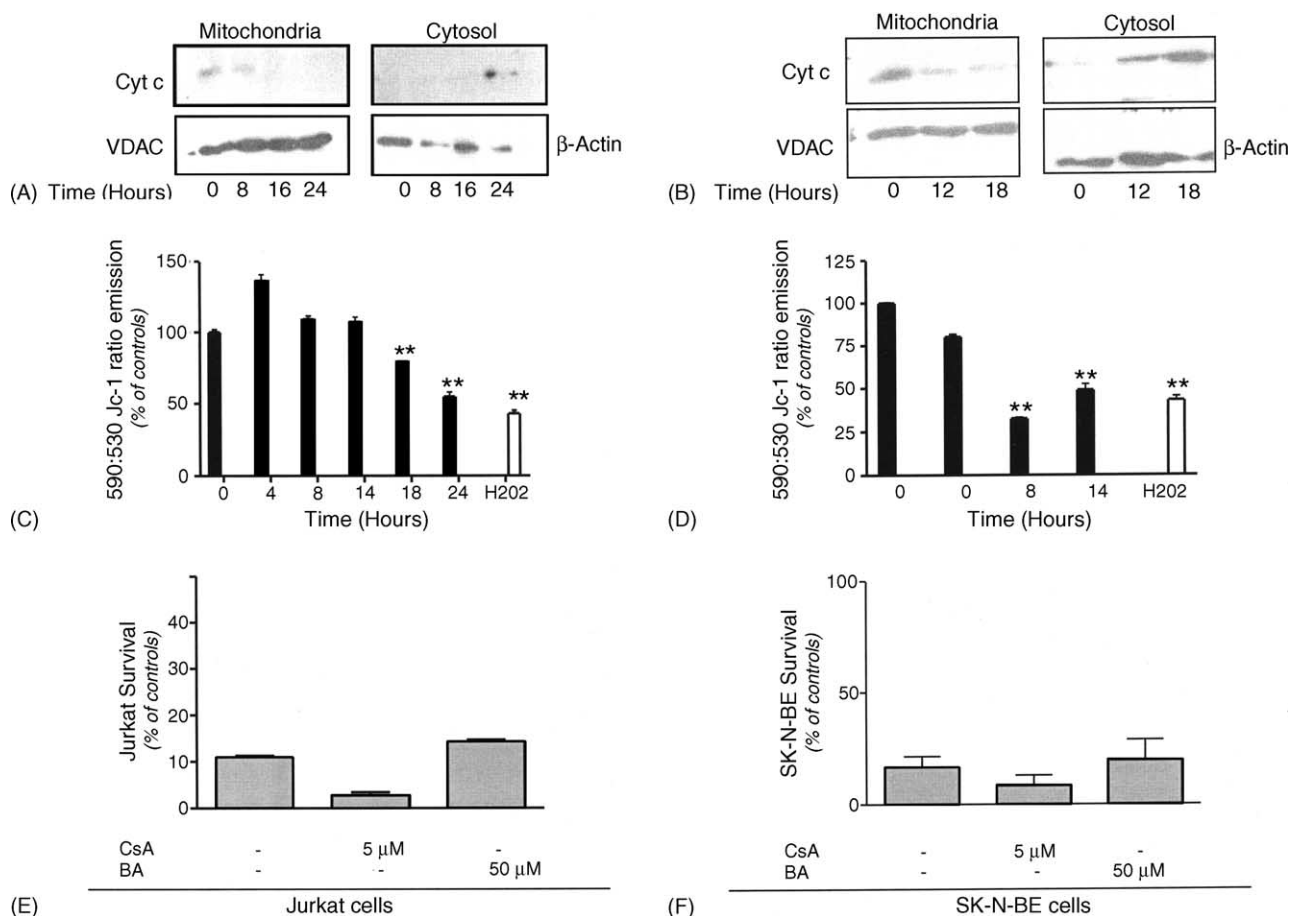 Mitochondria Cytosol
Cyt c
VDAC β-Actin
0 8 16 24 0 8 16 24
(A) Time (Hours)
Mitochondria Cytosol
Cyt c
VDAC β-Actin
0 12 18 0 12 18
(B) Time (Hours)
590:530 Jc-1 ratio emission
(% of controls)
150
100
50
0
** ** **
0 4 8 14 18 24 H202
(C) Time (Hours)
590:530 Jc-1 ratio emission
(% of controls)
125
100
75
50
25
0
** ** **
0 0 8 14 H202
(D) Time (Hours)
Jurkat Survival
(% of controls)
40
30
20
10
0
CsA - 5 μM -
BA - - 50 μM
(E) Jurkat cells
SK-N-BE Survival
(% of controls)
100
50
0
CsA - 5 μM -
BA - - 50 μM
(F) SK-N-BE cells